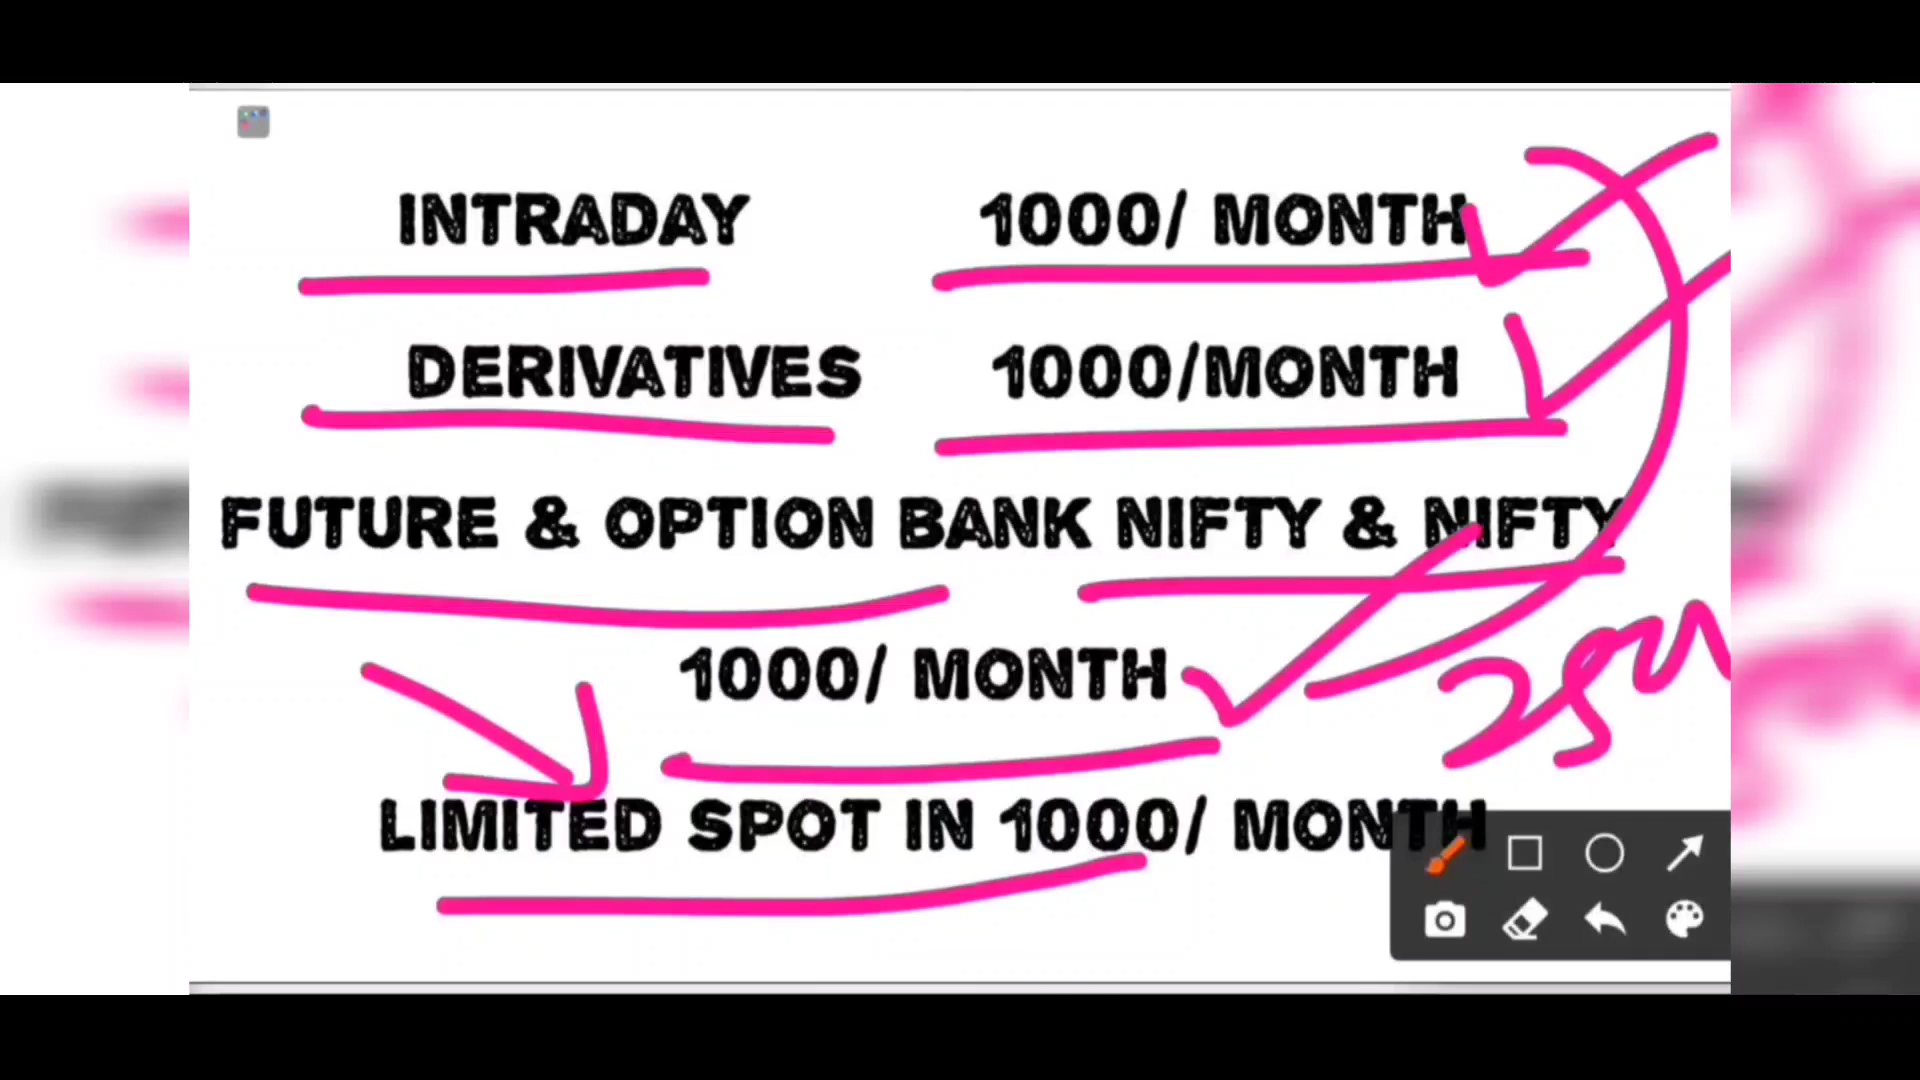 INTRADAY 1000/ MONTH
DERIVATIVES 1000/MONTH
FUTURE & OPTION BANK NIFTY & NIFTY
1000/ MONTH
LIMITED SPOT IN 1000/ MONTH